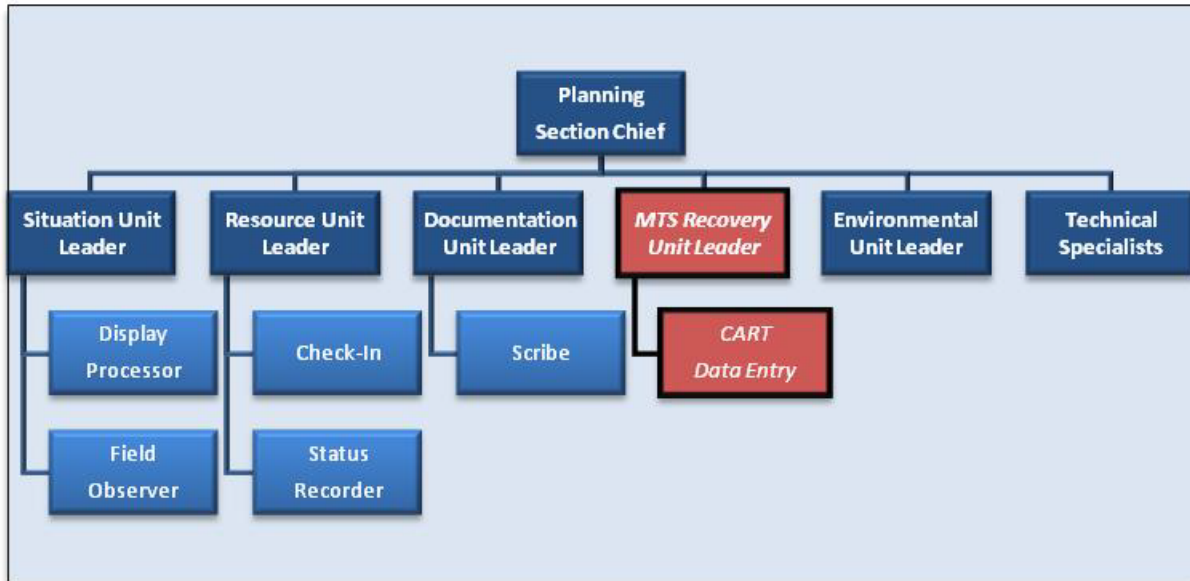 Planning
Section Chief
Situation Unit
Leader
Resource Unit
Leader
Documentation
Unit Leader
MTS Recovery
Unit Leader
Environmental
Unit Leader
Technical
Specialists
Display
Processor
Check-In
Scribe
CART
Data Entry
Field
Observer
Status
Recorder